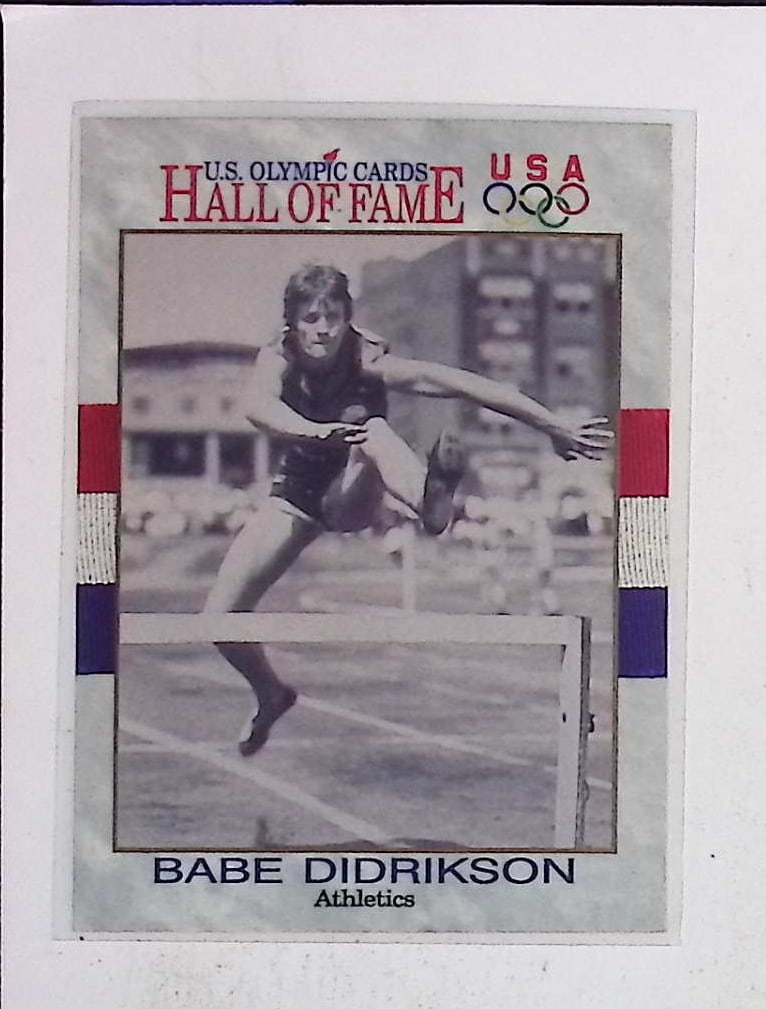 U.S. OLYMPIC CARDS
HALL OF FAME
USA
BABE DIDRIKSON
Athletics